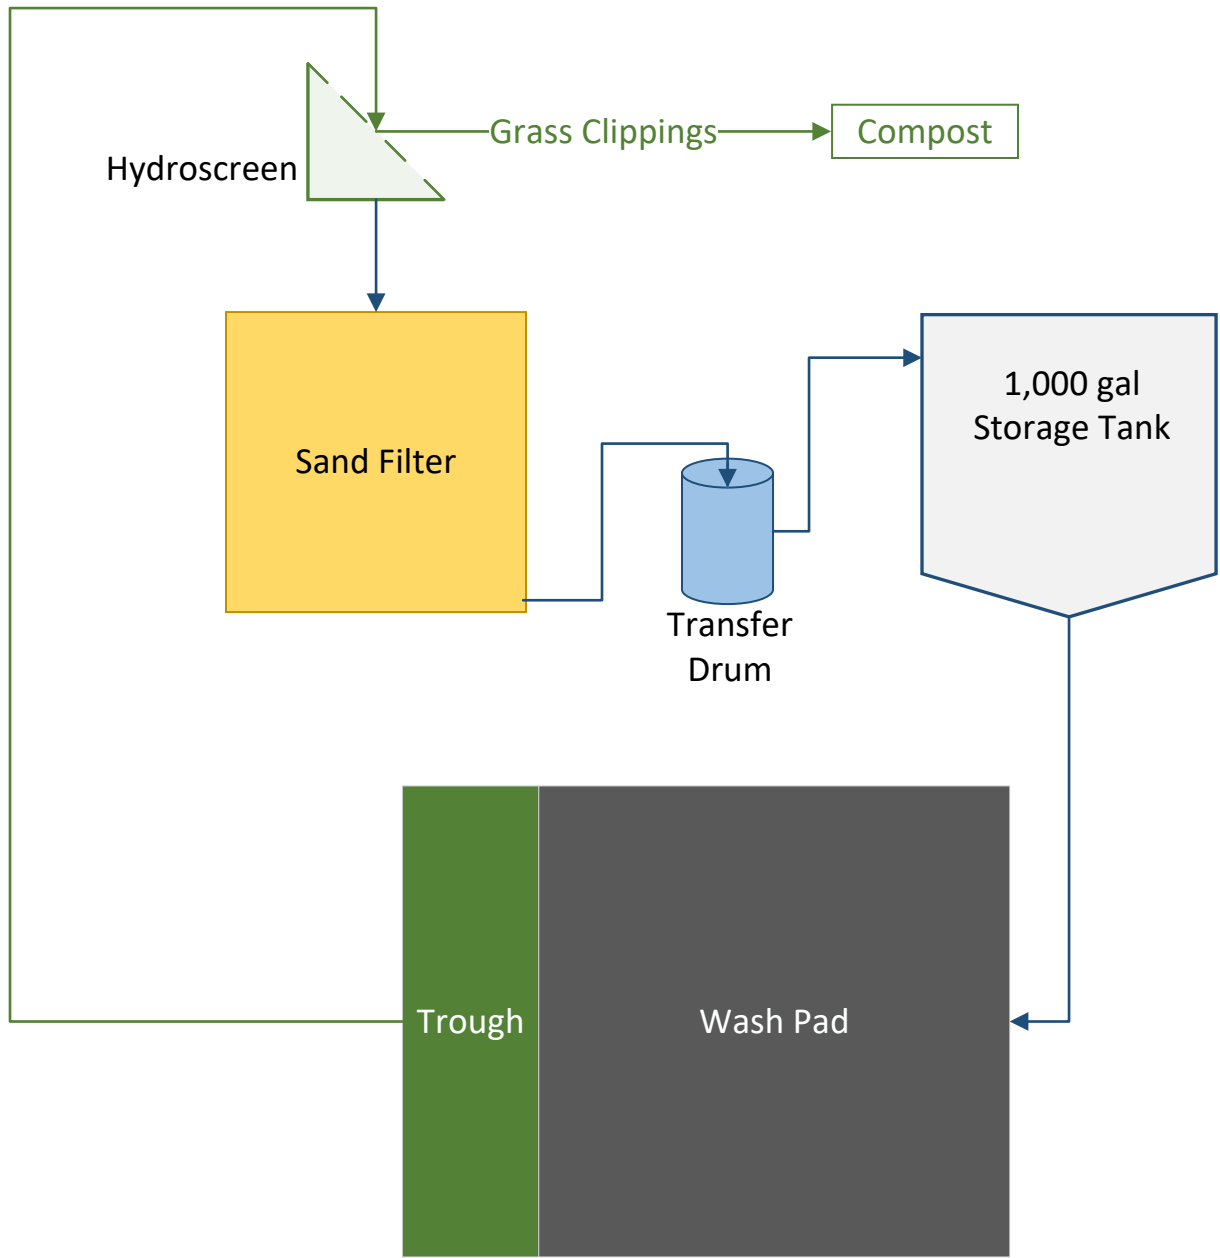 Grass Clippings
Compost
Hydroscreen
Sand Filter
1,000 gal
Storage Tank
Transfer
Drum
Trough
Wash Pad